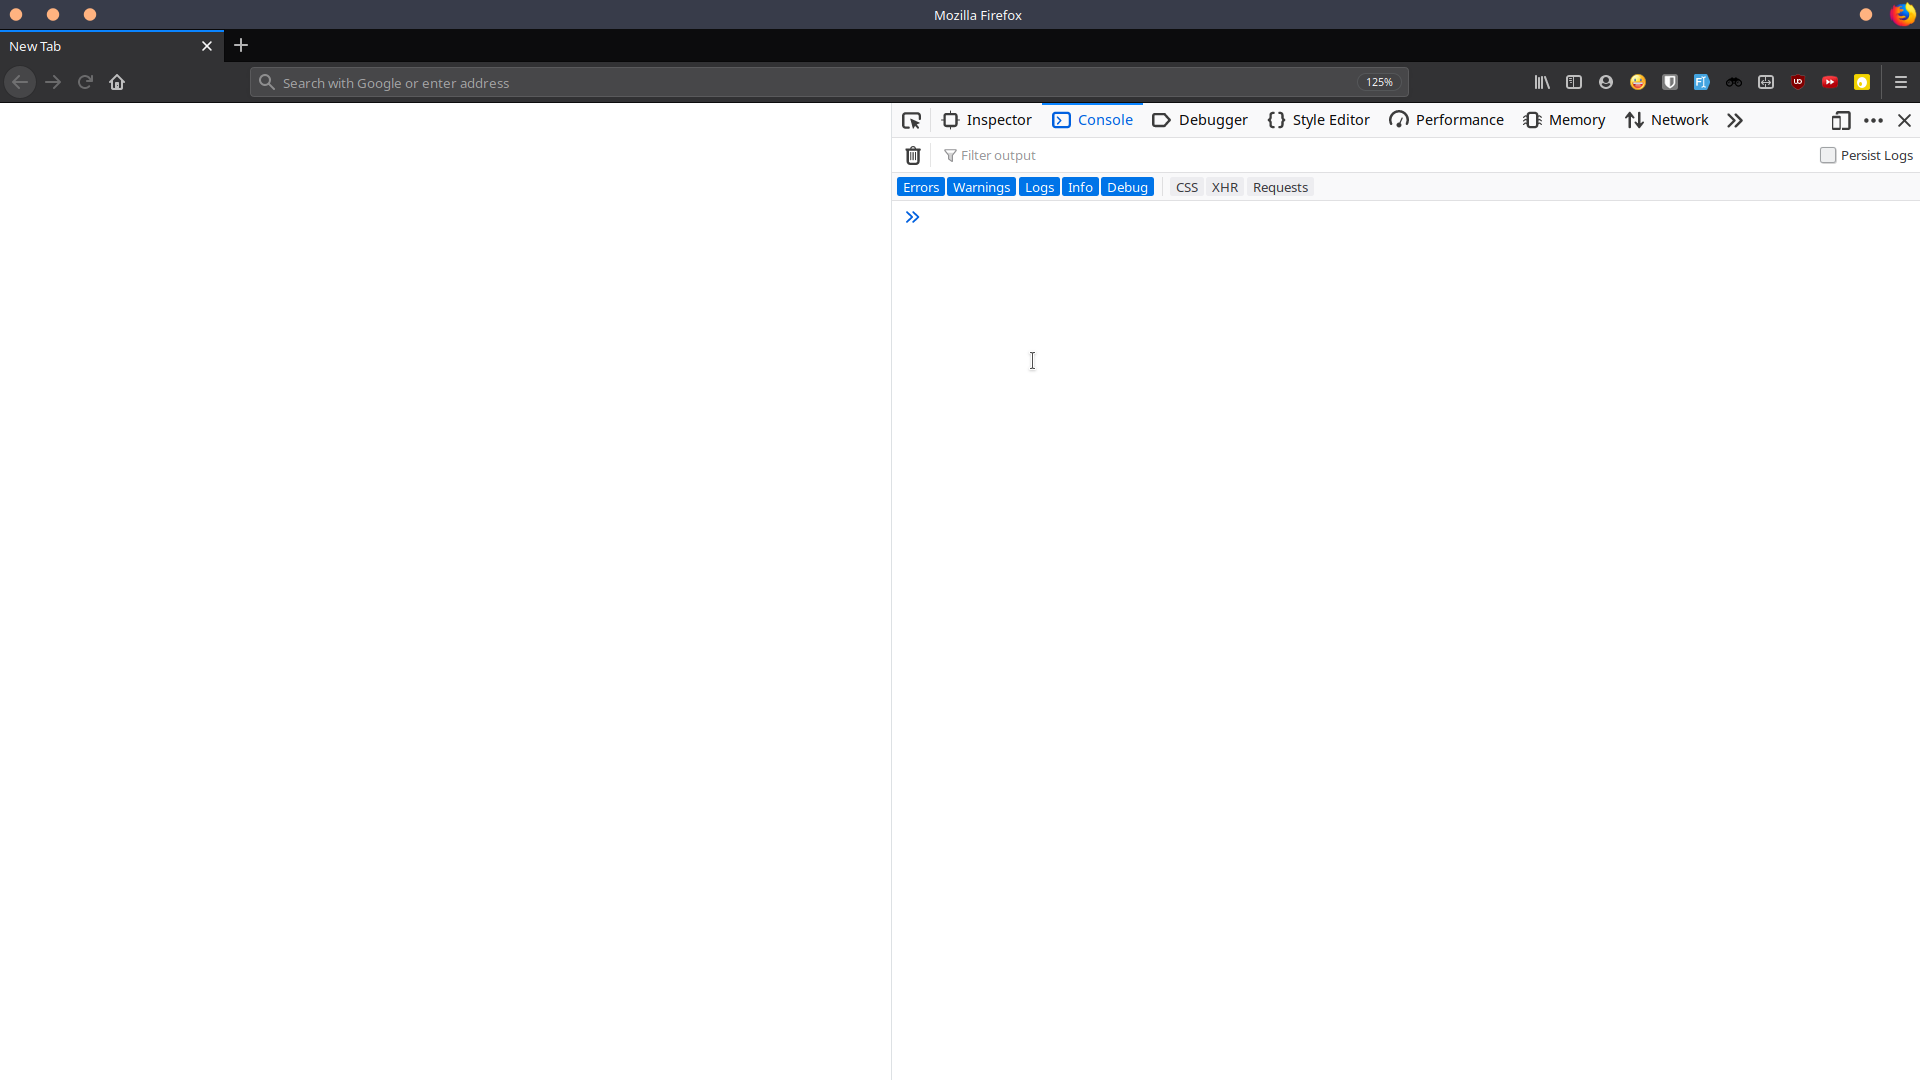 Mozilla Firefox
New Tab
Search with Google or enter address 125%
Inspector Console Debugger Style Editor Performance Memory Network
Filter output Persist Logs
Errors Warnings Logs Info Debug CSS XHR Requests